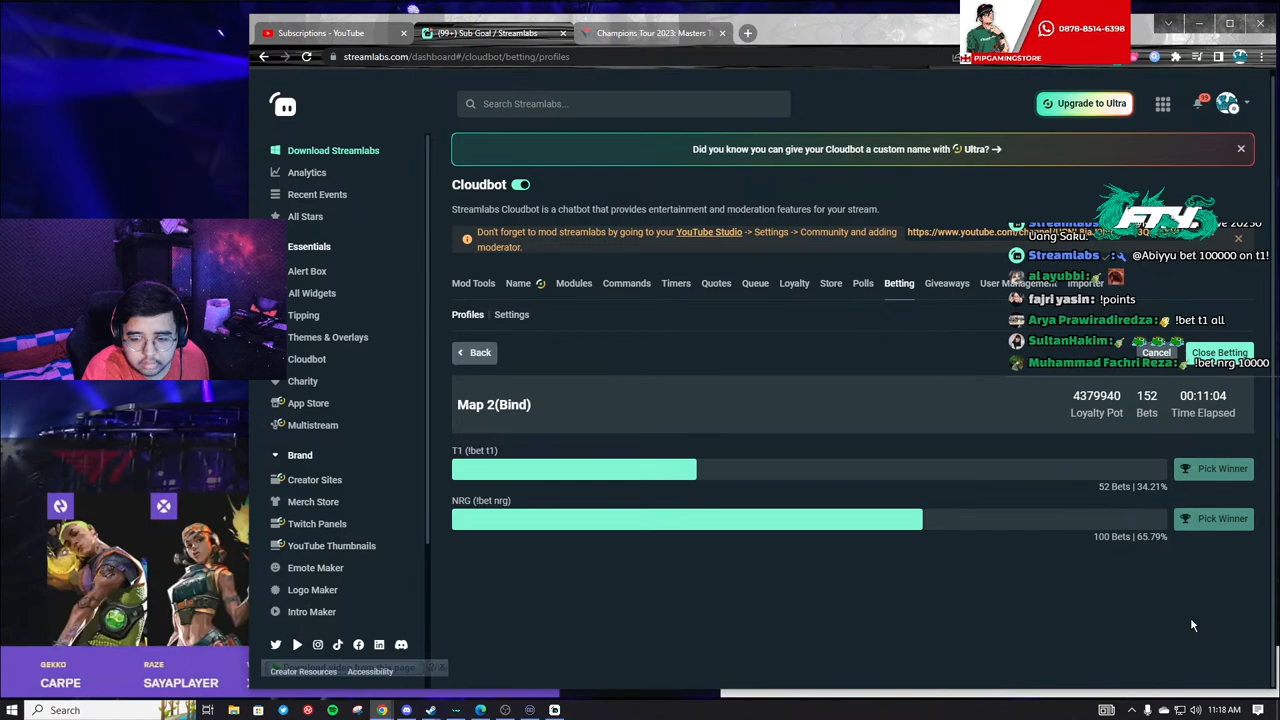 Subscriptions - YouTube
(99+) Sub Goal / Streamlabs
Champions Tour 2023: Masters T
0878-8514-6398
PIPGAMINGSTORE
streamlabs.com/dashboard#/cloudbot/betting/profiles
Search Streamlabs...
Upgrade to Ultra
99
Download Streamlabs
Analytics
Recent Events
All Stars
Essentials
Alert Box
All Widgets
Tipping
Themes & Overlays
Cloudbot
Charity
App Store
Multistream
Brand
Creator Sites
Merch Store
Twitch Panels
YouTube Thumbnails
Emote Maker
Logo Maker
Intro Maker
Creator Resources
Accessibility
Download video from this page
Did you know you can give your Cloudbot a custom name with Ultra?
Cloudbot
Streamlabs Cloudbot is a chatbot that provides entertainment and moderation features for your stream.
Don't forget to mod streamlabs by going to your YouTube Studio -> Settings -> Community and adding
moderator.
Mod Tools Name Modules Commands Timers Quotes Queue Loyalty Store Polls Betting Giveaways User Management Importer
Profiles Settings
Back
Cancel
Close Betting
Map 2(Bind)
4379940
Loyalty Pot
152
Bets
00:11:04
Time Elapsed
T1 (!bet t1)
Pick Winner
52 Bets | 34.21%
NRG (!bet nrg)
Pick Winner
100 Bets | 65.79%
FTY
Uang Saku.
Streamlabs : @Abiyyu bet 100000 on t1!
al ayubbi :
fajri yasin : !points
Arya Prawiradiredza : !bet t1 all
SultanHakim :
Muhammad Fachri Reza : !bet nrg 10000
GEKKO
CARPE
RAZE
SAYAPLAYER
Search
11:18 AM